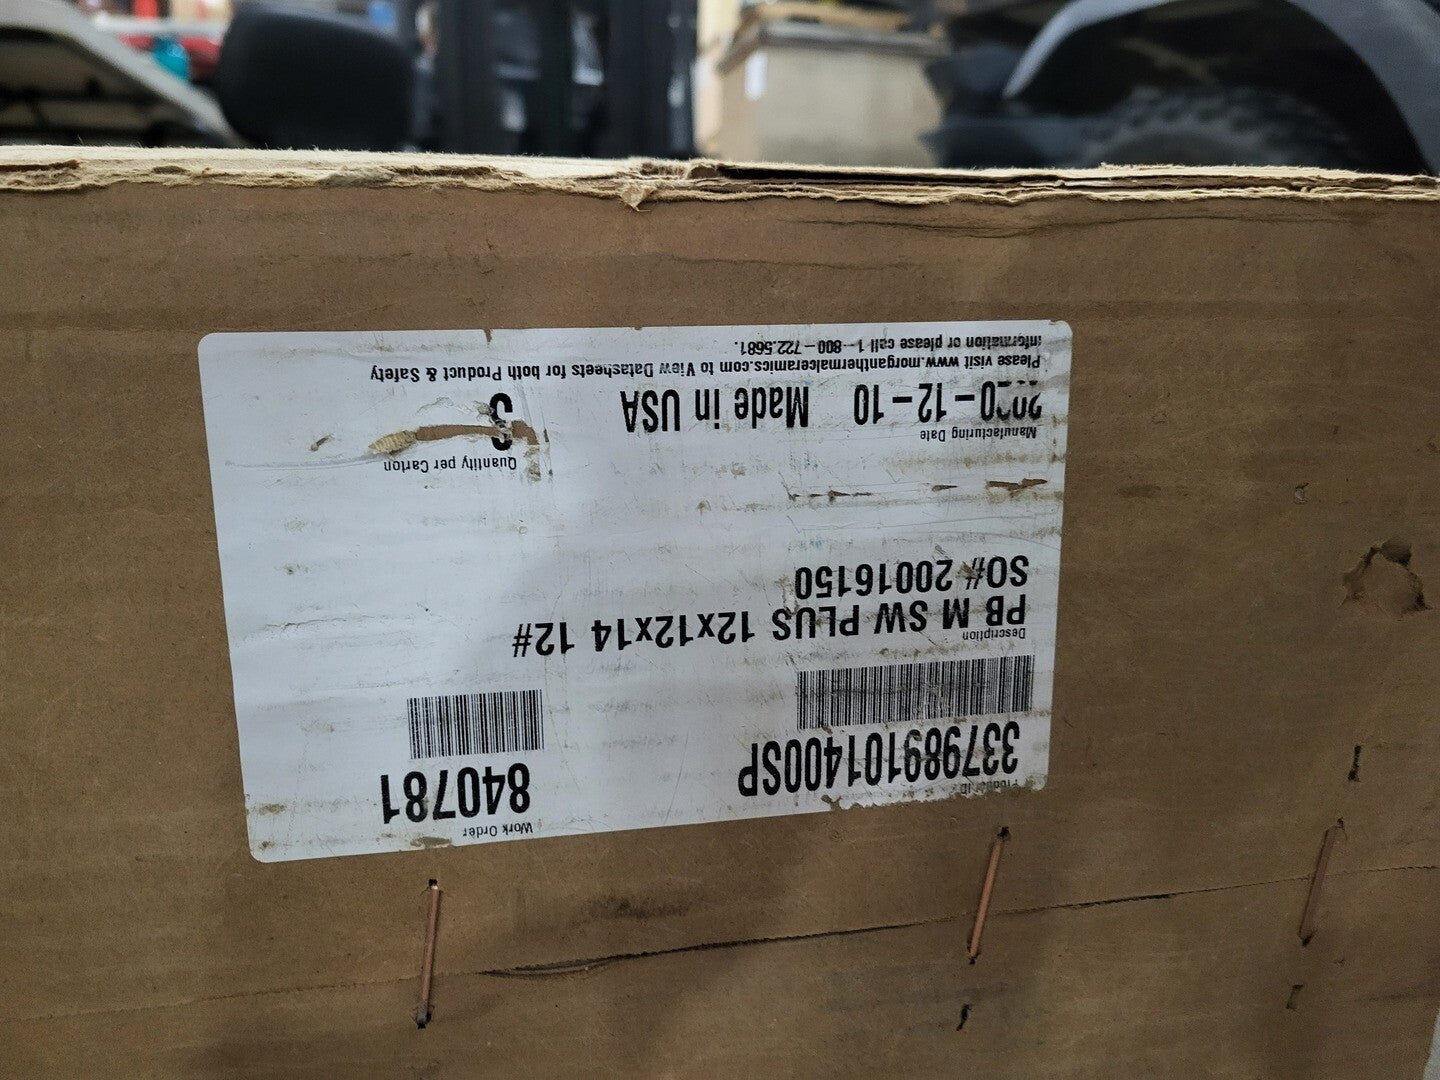 Work Order
840781
Product ID
337989101400SP
Description
PB M SW PLUS 12x12x14 12#
SO# 20016150
Quantity per Carton
Manufacturing Date
2020-12-10 Made in USA
Please visit www.morganthermalceramics.com to View Datasheets for both Product & Safety
information or please call 1-800-722.5681.